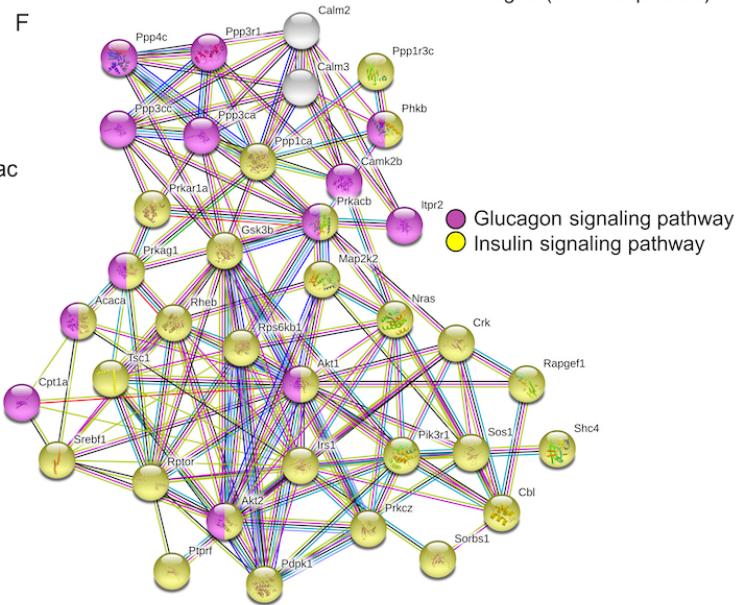 F
Calm2
Ppp4c
Ppp3r1
Ppp1r3c
Calm3
Ppp3cc
Ppp3ca
Phkb
Ppp1ca
Camk2b
ac
Prkar1a
Prkacb
Itpr2
Glucagon signaling pathway
Gsk3b
Insulin signaling pathway
Prkag1
Map2k2
Acaca
Rheb
Nras
Rps6kb1
Crk
Tsc1
Akt1
Rapgef1
Cpt1a
Srebf1
Irs1
Pik3r1
Sos1
Shc4
Rptor
Akt2
Cbl
Prkcz
Ptprf
Sorbs1
Pdpk1